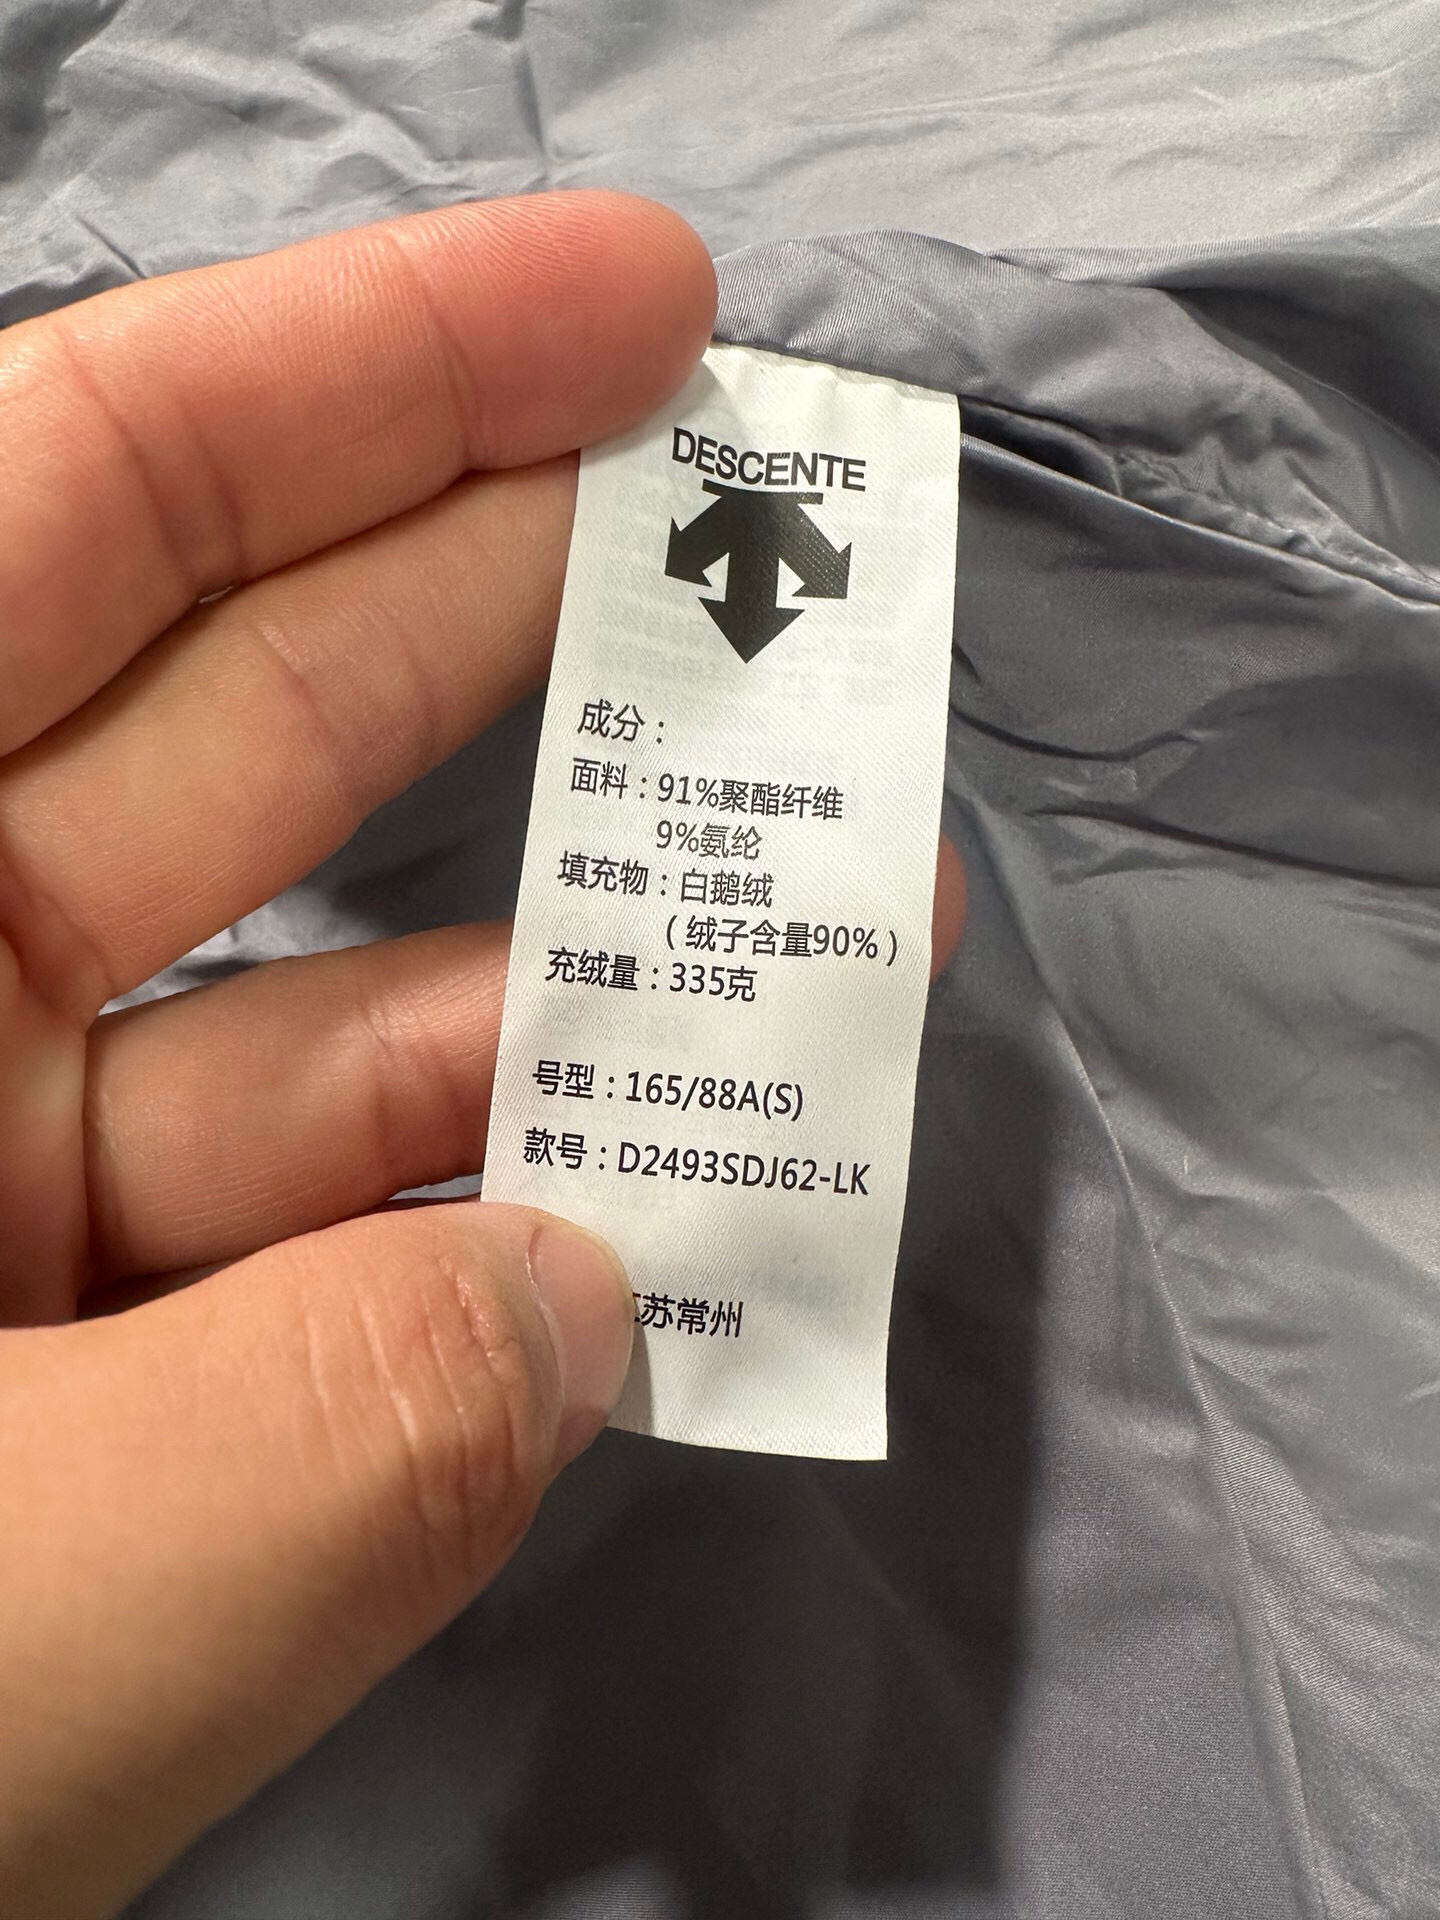 DESCENTE
成分：
面料：91%聚酯纤维
9%氨纶
填充物：白鹅绒
（绒子含量90%）
充绒量：335克
号型：165/88A(S)
款号：D2493SDJ62-LK
苏常州